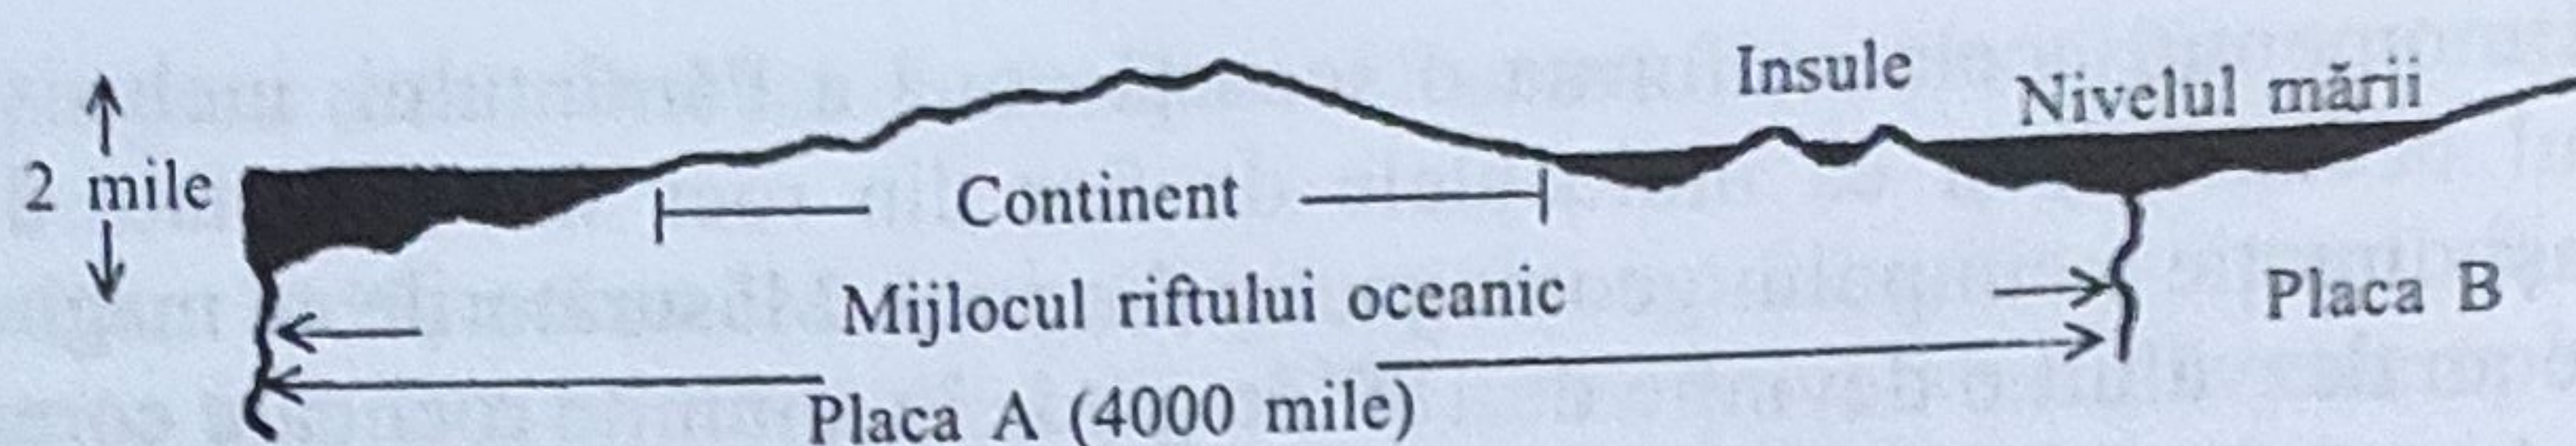 Insule
Nivelul mării
2 mile
Continent
Mijlocul riftului oceanic
Placa B
Placa A (4000 mile)